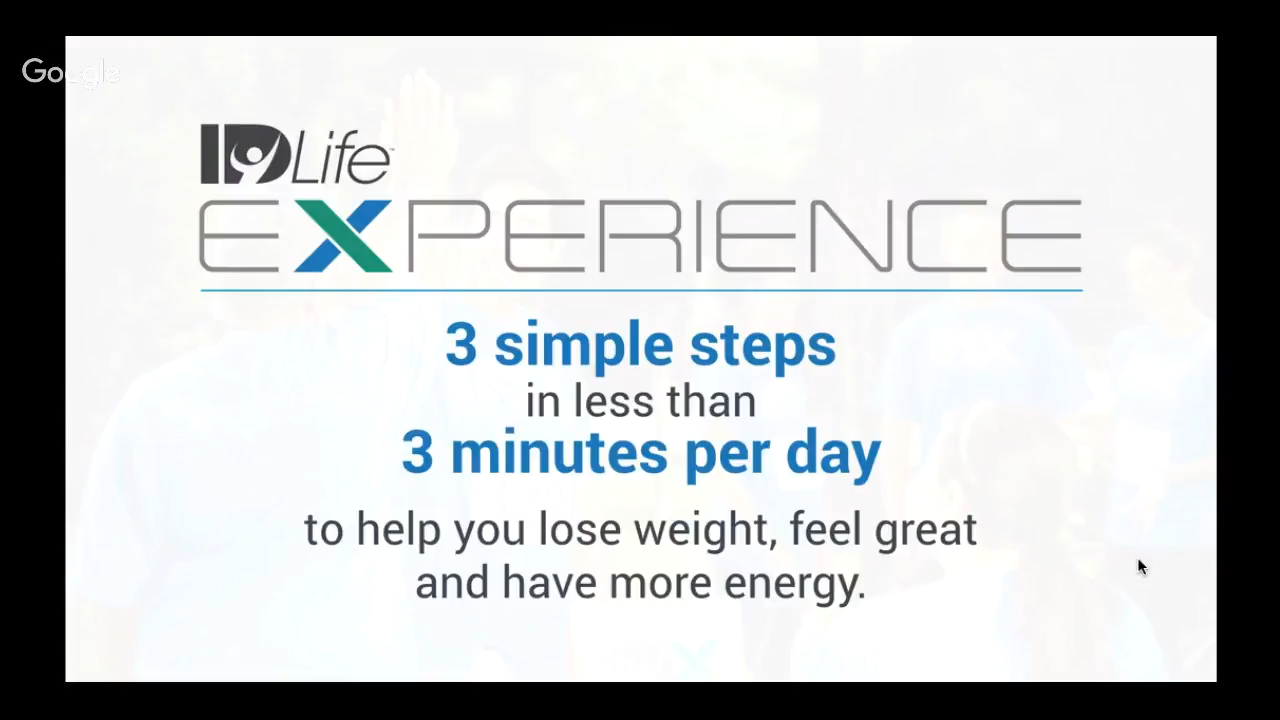 Google
IDLife™
EXPERIENCE
3 simple steps
in less than
3 minutes per day
to help you lose weight, feel great
and have more energy.